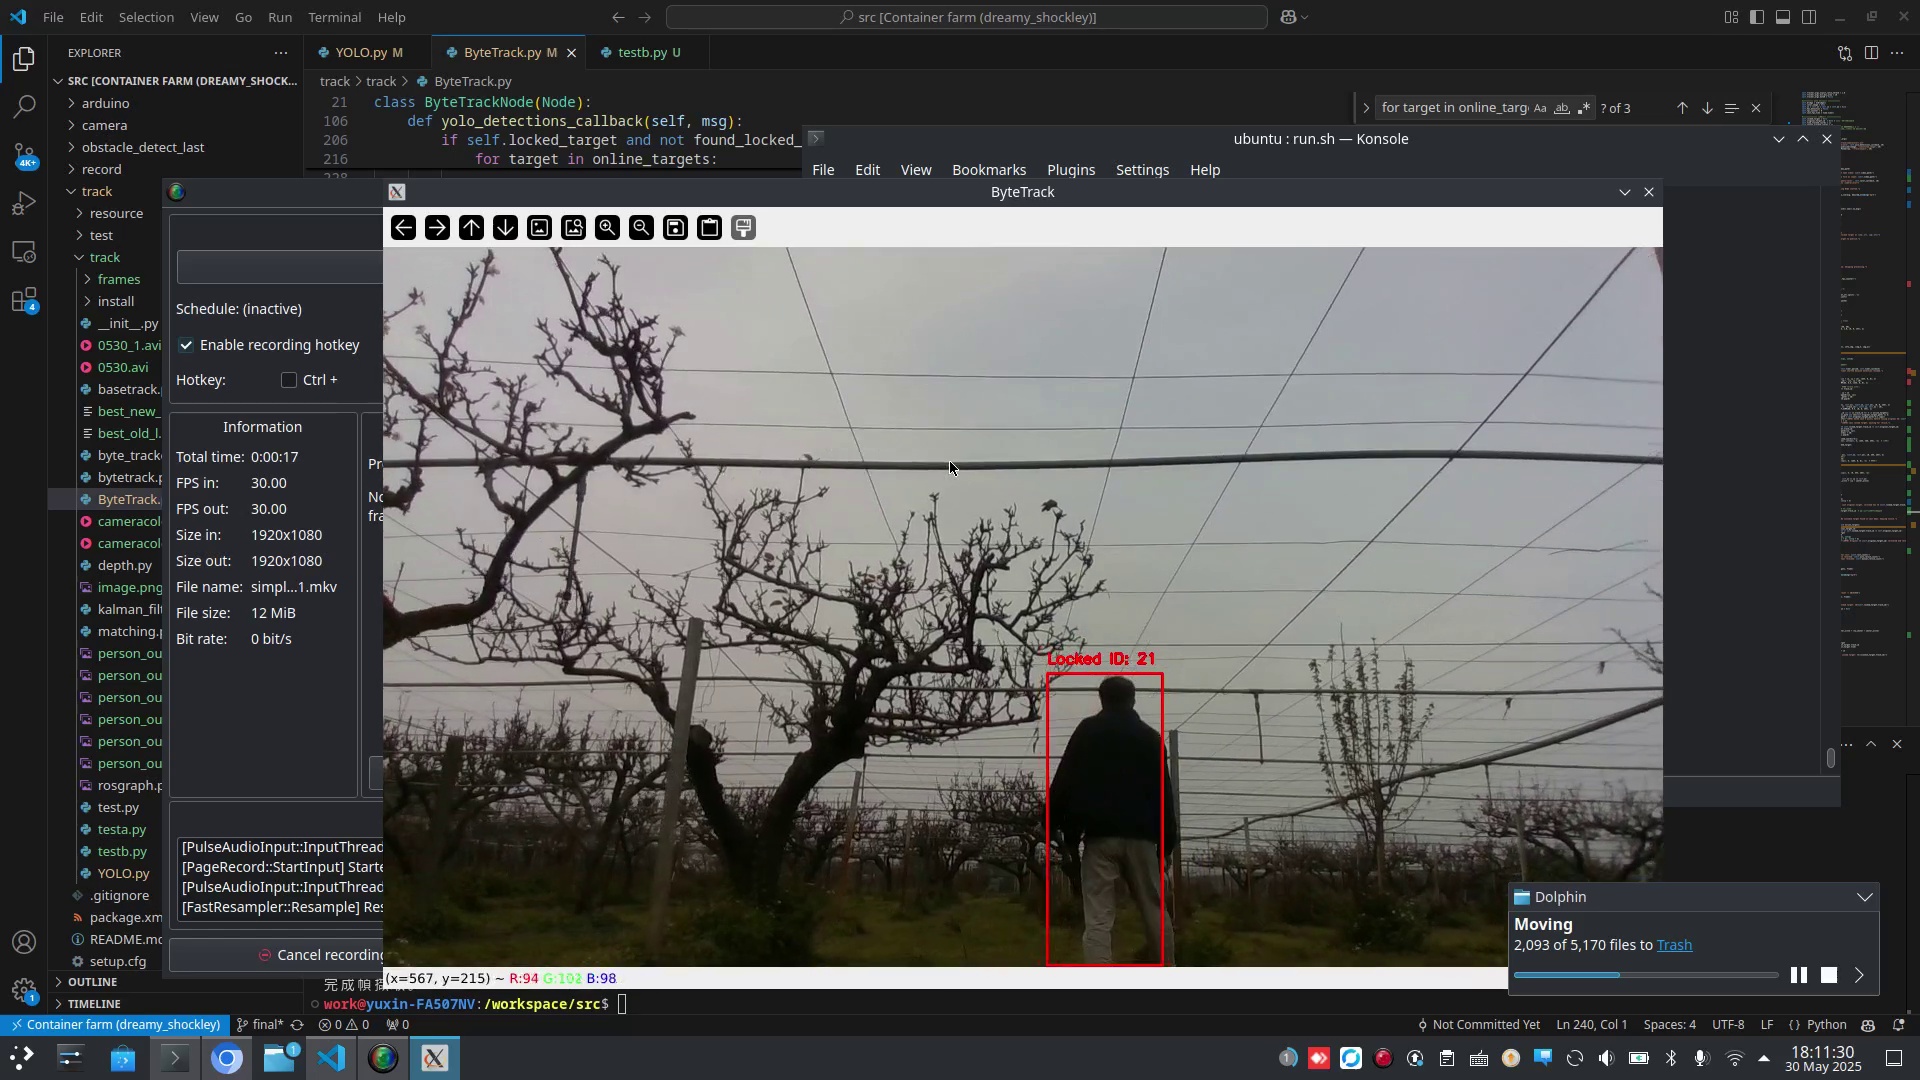 File Edit Selection View Go Run Terminal Help
src [Container farm (dreamy_shockley)]
EXPLORER
YOLO.py M
ByteTrack.py M
testb.py U
SRC [CONTAINER FARM (DREAMY_SHOCK...
track > track > ByteTrack.py
arduino
camera
obstacle_detect_last
record
track
resource
test
track
frames
install
__init__.py
0530_1.avi
0530.avi
basetrack.
best_new_
best_old_l.
byte_track
bytetrack.p
ByteTrack.
cameracol
cameracol
depth.py
image.png
kalman_filt
matching.p
person_ou
person_ou
person_ou
person_ou
person_ou
person_ou
rosgraph.p
test.py
testa.py
testb.py
YOLO.py
.gitignore
package.xm
README.md
setup.cfg
OUTLINE
TIMELINE
4K+
4
1
21 class ByteTrackNode(Node):
106 def yolo_detections_callback(self, msg):
206 if self.locked_target and not found_locked_
216 for target in online_targets:
228
for target in online_targ
Aa ab .*
? of 3
ubuntu : run.sh — Konsole
File Edit View Bookmarks Plugins Settings Help
Schedule: (inactive)
Enable recording hotkey
Hotkey: Ctrl +
Information
Total time: 0:00:17
FPS in: 30.00
FPS out: 30.00
Size in: 1920x1080
Size out: 1920x1080
File name: simpl...1.mkv
File size: 12 MiB
Bit rate: 0 bit/s
Pr
No
fra
[PulseAudioInput::InputThread
[PageRecord::StartInput] Starte
[PulseAudioInput::InputThread
[FastResampler::Resample] Res
Cancel recording
ByteTrack
Locked ID: 21
(x=567, y=215) ~ R:94 G:102 B:98
work@yuxin-FA507NV:/workspace/src$
Dolphin
Moving
2,093 of 5,170 files to Trash
Container farm (dreamy_shockley)
final*
0 0
0
Not Committed Yet
Ln 240, Col 1
Spaces: 4
UTF-8
LF
{} Python
1
1
18:11:30
30 May 2025